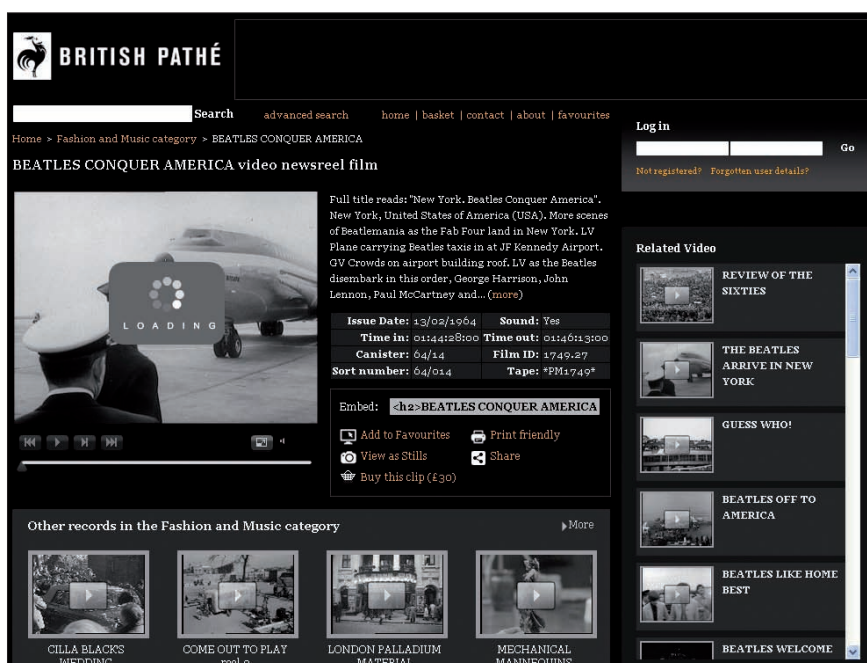 BRITISH PATHÉ
Search
advanced search
home | basket | contact | about | favourites
Home > Fashion and Music category > BEATLES CONQUER AMERICA
BEATLES CONQUER AMERICA video newsreel film
LOADING
Full title reads: "New York. Beatles Conquer America".
New York, United States of America (USA). More scenes
of Beatlemania as the Fab Four land in New York. LV
Plane carrying Beatles taxis in at JF Kennedy Airport.
GV Crowds on airport building roof. LV as the Beatles
disembark in this order, George Harrison, John
Lennon, Paul McCartney and... (more)
Issue Date: 13/02/1964 Sound: Yes
Time in: 01:44:28:00 Time out: 01:46:13:00
Canister: 64/14 Film ID: 1749.27
Sort number: 64/014 Tape: *PM1749*
Embed: <h2>BEATLES CONQUER AMERICA
Add to Favourites Print friendly
View as Stills Share
Buy this clip (£30)
Other records in the Fashion and Music category
More
CILLA BLACK'S
WEDDING
COME OUT TO PLAY
reel 2
LONDON PALLADIUM
MATERIAL
MECHANICAL
MANNEQUINS
Log in
Go
Not registered? Forgotten user details?
Related Video
REVIEW OF THE
SIXTIES
THE BEATLES
ARRIVE IN NEW
YORK
GUESS WHO!
BEATLES OFF TO
AMERICA
BEATLES LIKE HOME
BEST
BEATLES WELCOME